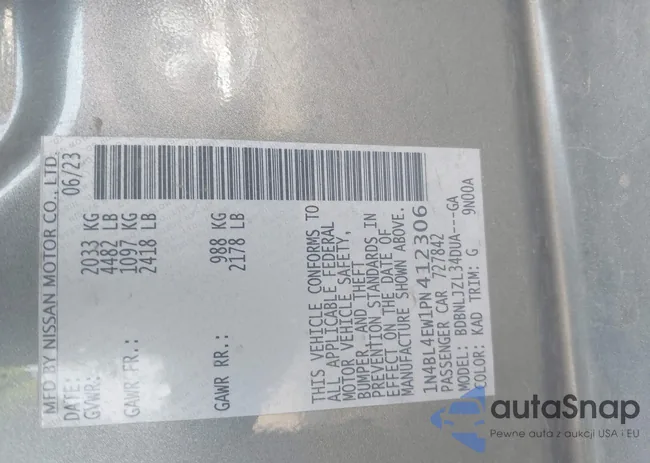 MFD BY NISSAN MOTOR CO., LTD.
DATE: 06/23
GVWR: 2033 KG
4482 LB
GAWR FR.: 1097 KG
2418 LB
GAWR RR.: 988 KG
2178 LB
THIS VEHICLE CONFORMS TO
ALL APPLICABLE FEDERAL
MOTOR VEHICLE SAFETY,
BUMPER, AND THEFT
PREVENTION STANDARDS IN
EFFECT ON THE DATE OF
MANUFACTURE SHOWN ABOVE.
1N4BL4EW1PN412306
PASSENGER CAR 727842
MODEL: BDBNLJZL34DUA---GA
COLOR: KAD TRIM: G 9N00A
autaSnap
Pewne auta z aukcji USA i EU